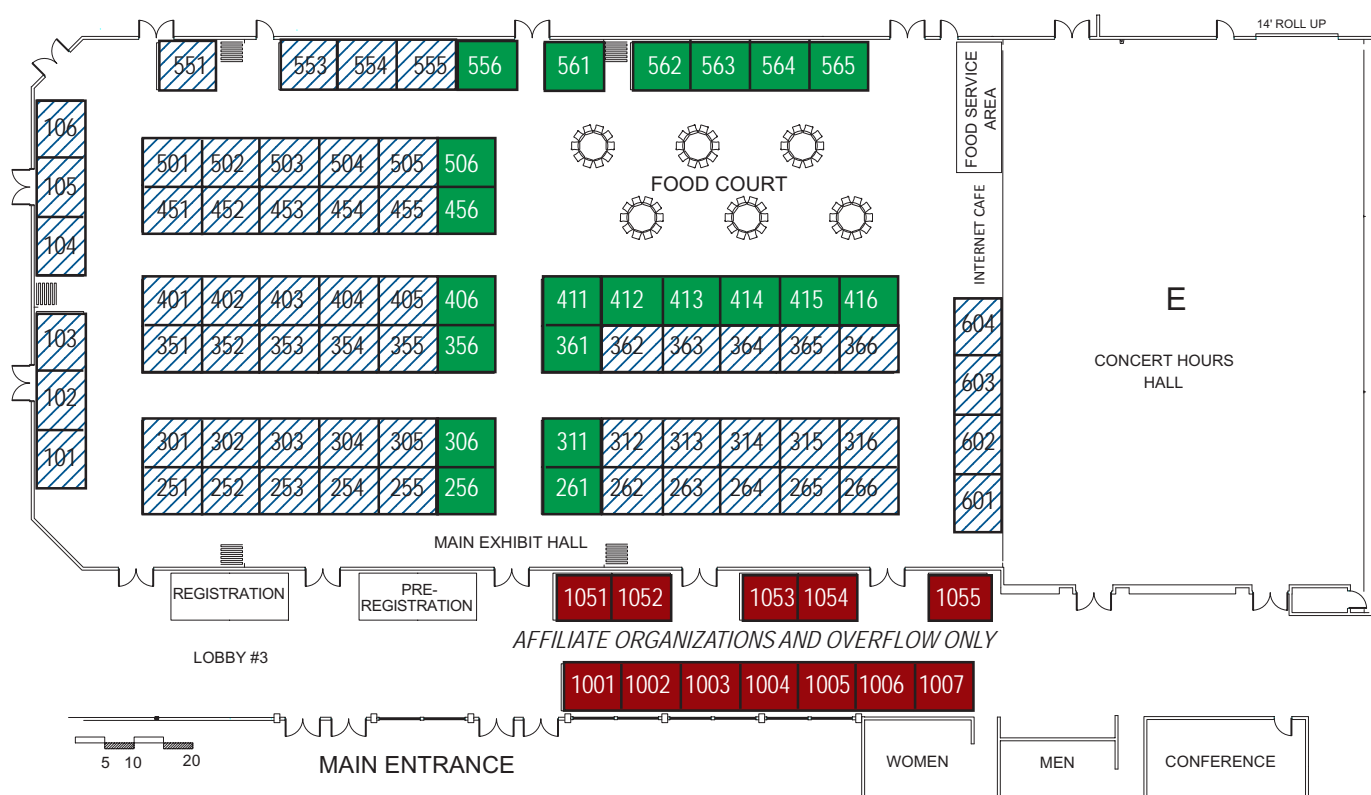 14' ROLL UP
551 553 554 555 556 561 562 563 564 565
FOOD SERVICE
AREA
106
105
104
501 502 503 504 505 506
451 452 453 454 455 456
FOOD COURT
INTERNET CAFE
401 402 403 404 405 406 411 412 413 414 415 416
351 352 353 354 355 356 361 362 363 364 365 366
103
102
101
604
603
602
601
E
CONCERT HOURS
HALL
301 302 303 304 305 306 311 312 313 314 315 316
251 252 253 254 255 256 261 262 263 264 265 266
MAIN EXHIBIT HALL
REGISTRATION
PRE-
REGISTRATION
1051 1052 1053 1054 1055
AFFILIATE ORGANIZATIONS AND OVERFLOW ONLY
LOBBY #3
1001 1002 1003 1004 1005 1006 1007
5 10 20
MAIN ENTRANCE
WOMEN
MEN
CONFERENCE